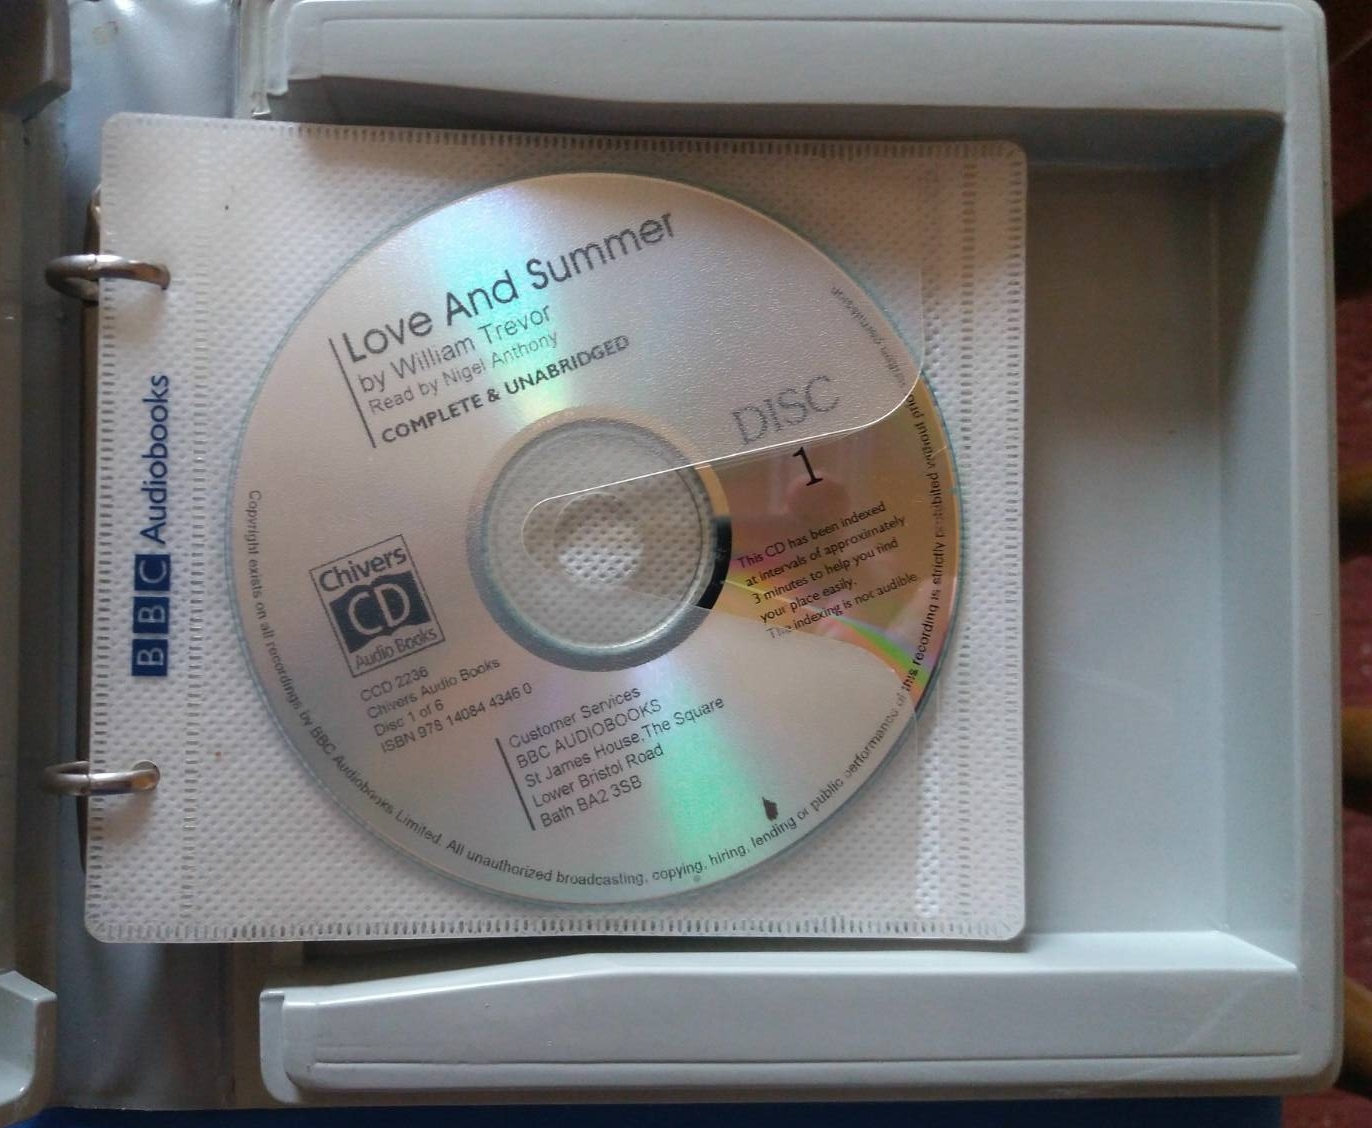 BBC Audiobooks
Love And Summer
by William Trevor
Read by Nigel Anthony
COMPLETE & UNABRIDGED
DISC
1
This CD has been indexed
at intervals of approximately
3 minutes to help you find
your place easily.
The indexing is not audible
Chivers
CD
Audio Books
CCD 2236
Chivers Audio Books
Disc 1 of 6
ISBN 978 14084 4346 0
Customer Services
BBC AUDIOBOOKS
St James House,The Square
Lower Bristol Road
Bath BA2 3SB
Copyright exists on all recordings by BBC Audiobooks Limited. All unauthorized broadcasting, copying, hiring, lending or public performance of this recording is strictly prohibited without prior written permission.